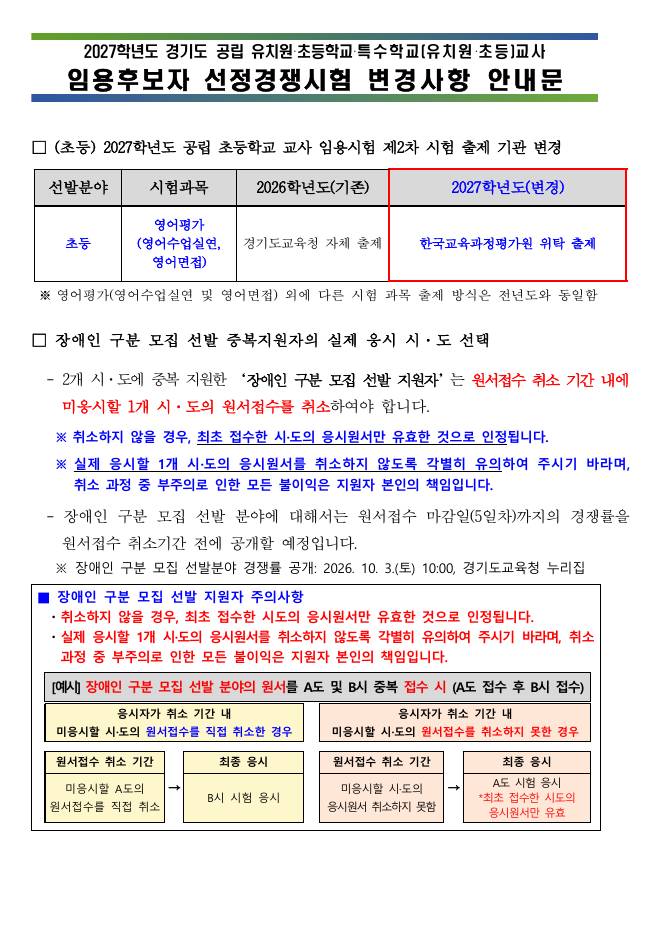 2027학년도 경기도 공립 유치원·초등학교·특수학교(유치원·초등)교사
임용후보자 선정경쟁시험 변경사항 안내문
□ (초등) 2027학년도 공립 초등학교 교사 임용시험 제2차 시험 출제 기관 변경
선발분야 시험과목 2026학년도(기존) 2027학년도(변경)
초등 영어평가 (영어수업실연, 영어면접) 경기도교육청 자체 출제 한국교육과정평가원 위탁 출제
※ 영어평가(영어수업실연 및 영어면접) 외에 다른 시험 과목 출제 방식은 전년도와 동일함
□ 장애인 구분 모집 선발 중복지원자의 실제 응시 시·도 선택
- 2개 시·도에 중복 지원한 ‘장애인 구분 모집 선발 지원자’는 원서접수 취소 기간 내에
미응시할 1개 시·도의 원서접수를 취소하여야 합니다.
※ 취소하지 않을 경우, 최초 접수한 시·도의 응시원서만 유효한 것으로 인정됩니다.
※ 실제 응시할 1개 시·도의 응시원서를 취소하지 않도록 각별히 유의하여 주시기 바라며,
취소 과정 중 부주의로 인한 모든 불이익은 지원자 본인의 책임입니다.
- 장애인 구분 모집 선발 분야에 대해서는 원서접수 마감일(5일차)까지의 경쟁률을
원서접수 취소기간 전에 공개할 예정입니다.
※ 장애인 구분 모집 선발분야 경쟁률 공개: 2026. 10. 3.(토) 10:00, 경기도교육청 누리집
■ 장애인 구분 모집 선발 지원자 주의사항
· 취소하지 않을 경우, 최초 접수한 시·도의 응시원서만 유효한 것으로 인정됩니다.
· 실제 응시할 1개 시·도의 응시원서를 취소하지 않도록 각별히 유의하여 주시기 바라며, 취소
과정 중 부주의로 인한 모든 불이익은 지원자 본인의 책임입니다.
[예시] 장애인 구분 모집 선발 분야의 원서를 A도 및 B시 중복 접수 시 (A도 접수 후 B시 접수)
응시자가 취소 기간 내
미응시할 시·도의 원서접수를 직접 취소한 경우
응시자가 취소 기간 내
미응시할 시·도의 원서접수를 취소하지 못한 경우
원서접수 취소 기간
미응시할 A도의
원서접수를 직접 취소
→
최종 응시
B시 시험 응시
원서접수 취소 기간
미응시할 시·도의
응시원서 취소하지 못함
→
최종 응시
A도 시험 응시
*최초 접수한 시도의
응시원서만 유효